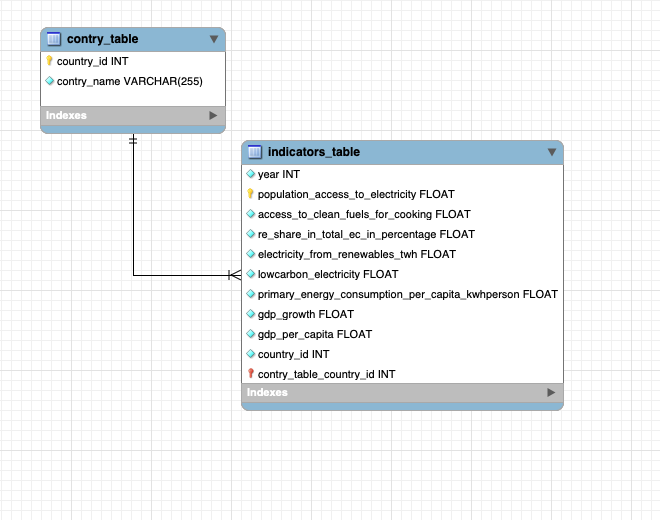 contry_table
country_id INT
contry_name VARCHAR(255)
Indexes
indicators_table
year INT
population_access_to_electricity FLOAT
access_to_clean_fuels_for_cooking FLOAT
re_share_in_total_ec_in_percentage FLOAT
electricity_from_renewables_twh FLOAT
lowcarbon_electricity FLOAT
primary_energy_consumption_per_capita_kwhperson FLOAT
gdp_growth FLOAT
gdp_per_capita FLOAT
country_id INT
contry_table_country_id INT
Indexes